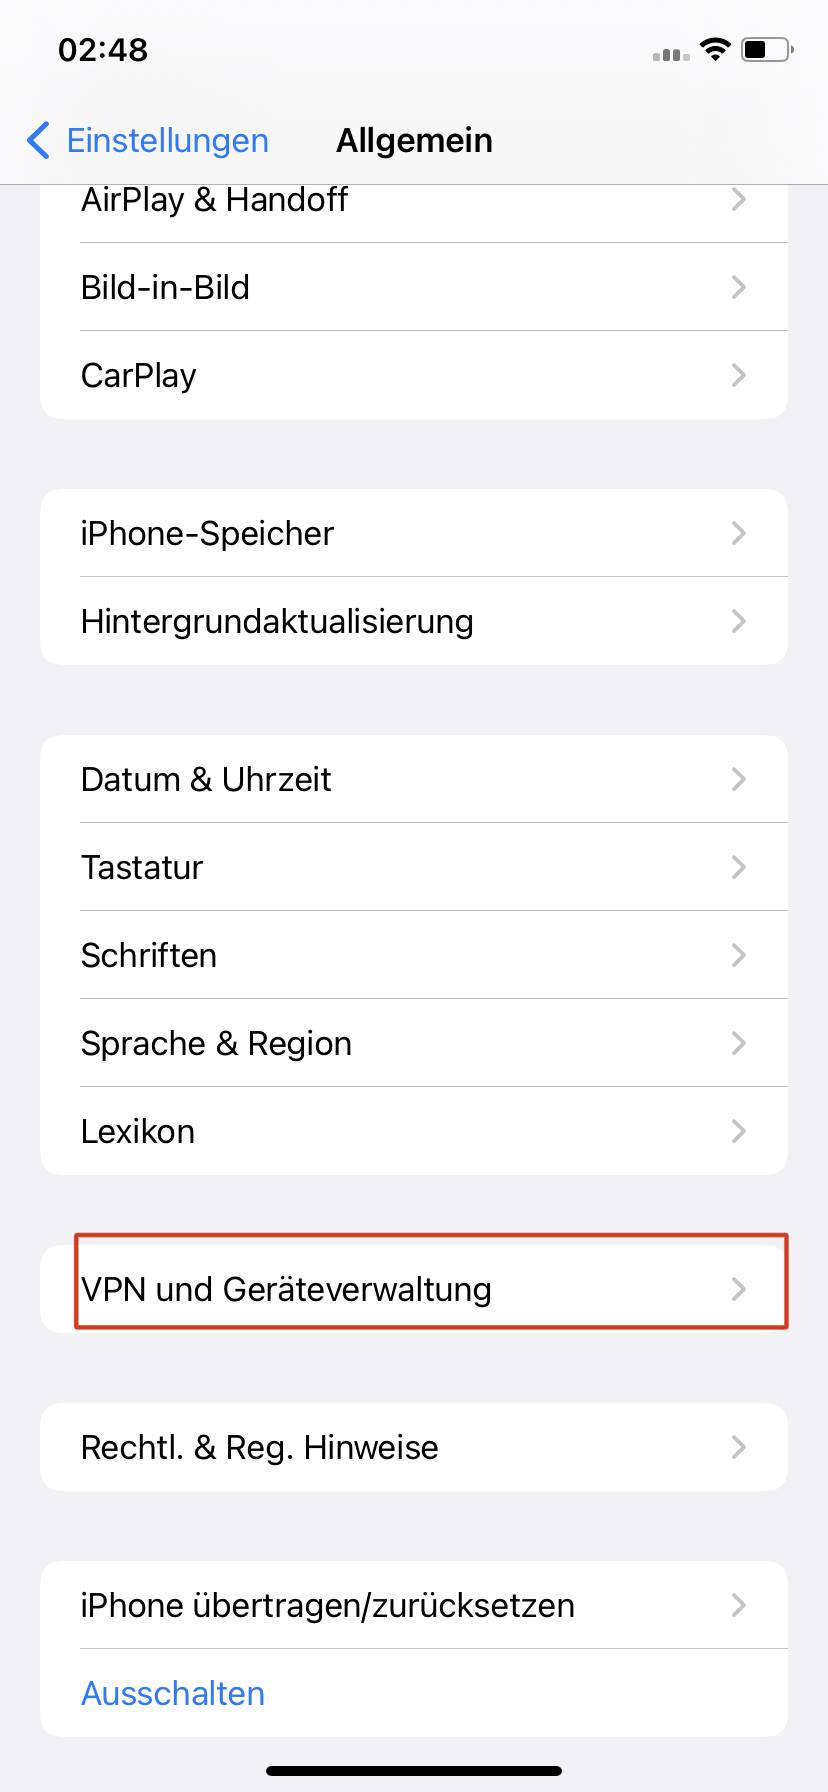 02:48
Einstellungen Allgemein
AirPlay & Handoff
Bild-in-Bild
CarPlay
iPhone-Speicher
Hintergrundaktualisierung
Datum & Uhrzeit
Tastatur
Schriften
Sprache & Region
Lexikon
VPN und Geräteverwaltung
Rechtl. & Reg. Hinweise
iPhone übertragen/zurücksetzen
Ausschalten